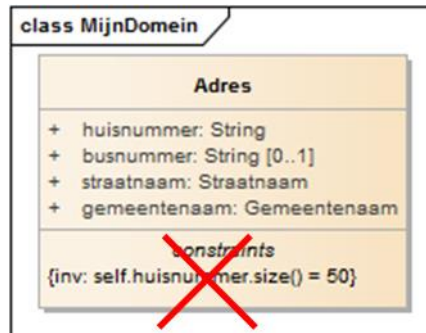 class MijnDomein
Adres
+ huisnummer: String
+ busnummer: String [0..1]
+ straatnaam: Straatnaam
+ gemeentenaam: Gemeentenaam
constraints
{inv: self.huisnummer.size() = 50}